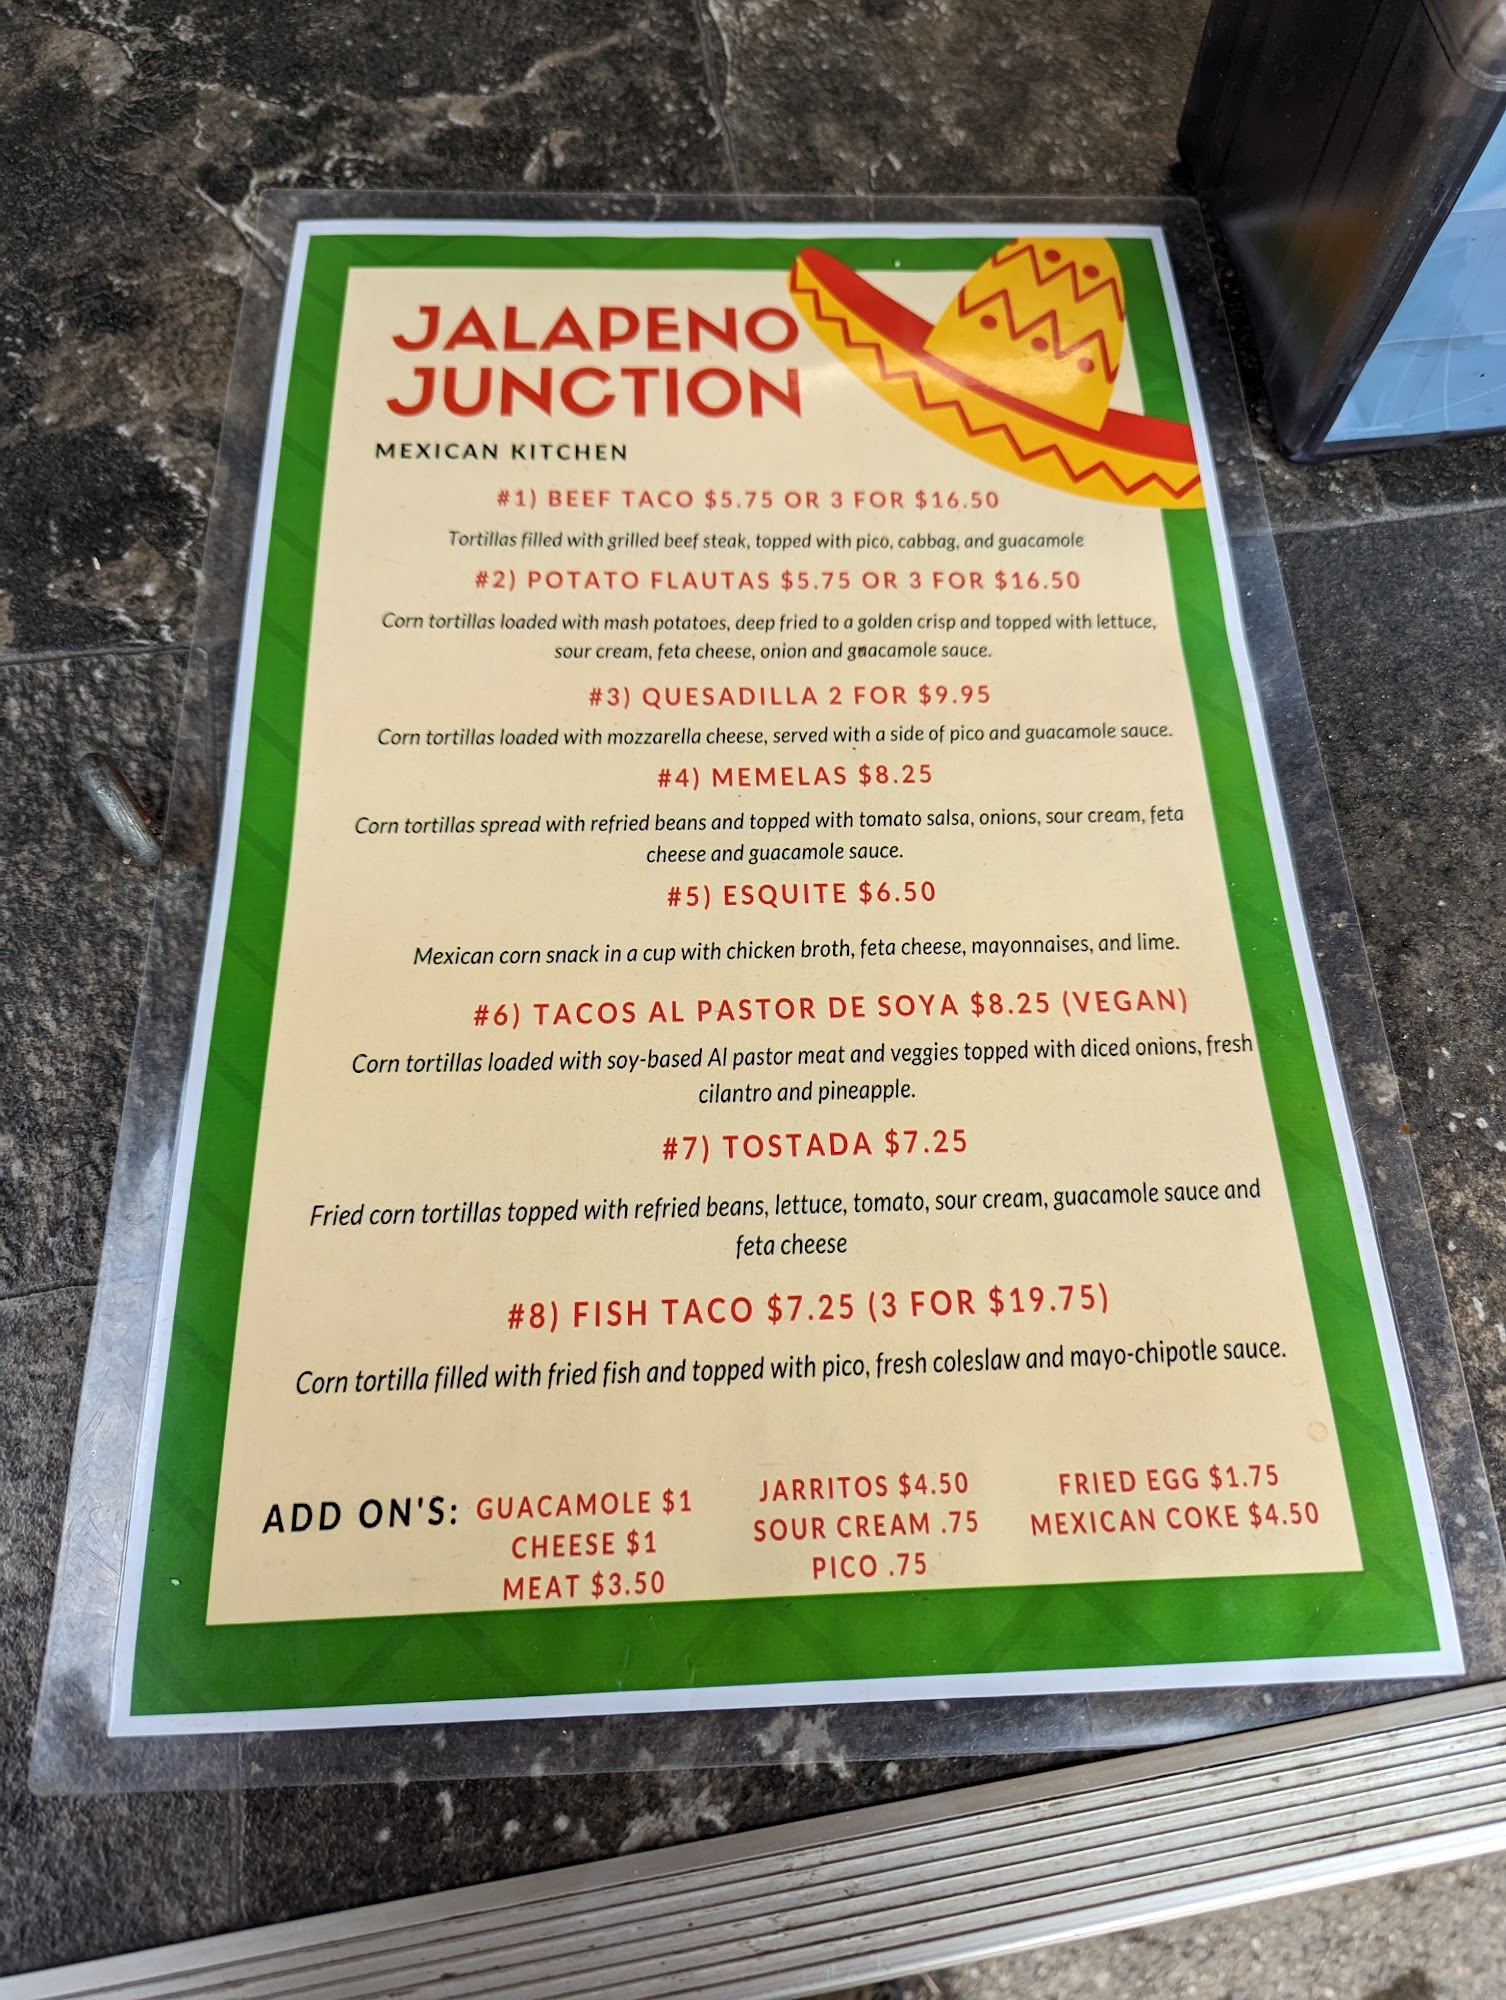 JALAPENO
JUNCTION
MEXICAN KITCHEN
#1) BEEF TACO $5.75 OR 3 FOR $16.50
Tortillas filled with grilled beef steak, topped with pico, cabbag, and guacamole
#2) POTATO FLAUTAS $5.75 OR 3 FOR $16.50
Corn tortillas loaded with mash potatoes, deep fried to a golden crisp and topped with lettuce,
sour cream, feta cheese, onion and guacamole sauce.
#3) QUESADILLA 2 FOR $9.95
Corn tortillas loaded with mozzarella cheese, served with a side of pico and guacamole sauce.
#4) MEMELAS $8.25
Corn tortillas spread with refried beans and topped with tomato salsa, onions, sour cream, feta
cheese and guacamole sauce.
#5) ESQUITE $6.50
Mexican corn snack in a cup with chicken broth, feta cheese, mayonnaises, and lime.
#6) TACOS AL PASTOR DE SOYA $8.25 (VEGAN)
Corn tortillas loaded with soy-based Al pastor meat and veggies topped with diced onions, fresh
cilantro and pineapple.
#7) TOSTADA $7.25
Fried corn tortillas topped with refried beans, lettuce, tomato, sour cream, guacamole sauce and
feta cheese
#8) FISH TACO $7.25 (3 FOR $19.75)
Corn tortilla filled with fried fish and topped with pico, fresh coleslaw and mayo-chipotle sauce.
ADD ON'S:
GUACAMOLE $1
CHEESE $1
MEAT $3.50
JARRITOS $4.50
SOUR CREAM .75
PICO .75
FRIED EGG $1.75
MEXICAN COKE $4.50